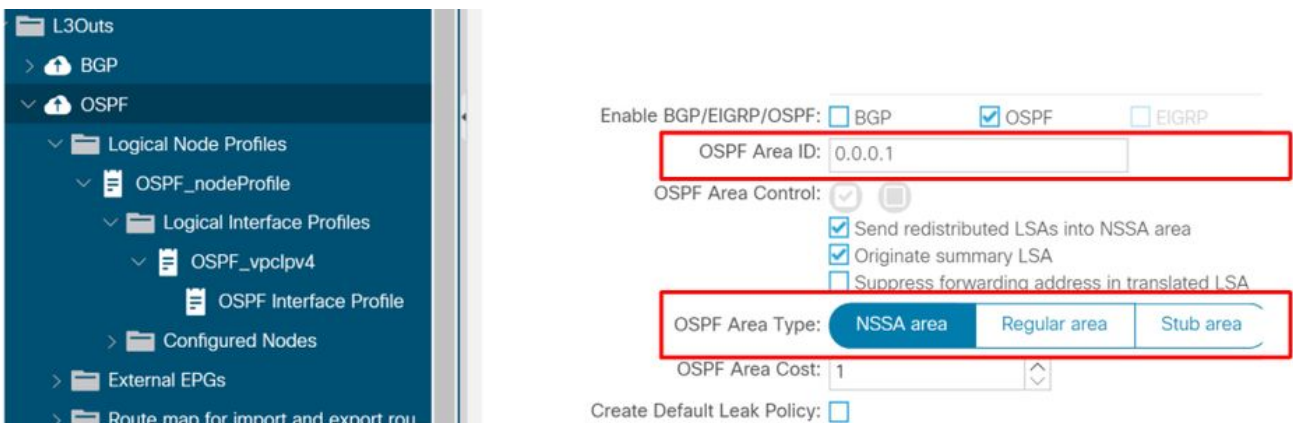 L3Outs
BGP
OSPF
Logical Node Profiles
OSPF_nodeProfile
Logical Interface Profiles
OSPF_vpcIpv4
OSPF Interface Profile
Configured Nodes
External EPGs
Route map for import and export rou
Enable BGP/EIGRP/OSPF: BGP OSPF EIGRP
OSPF Area ID: 0.0.0.1
OSPF Area Control:
Send redistributed LSAs into NSSA area
Originate summary LSA
Suppress forwarding address in translated LSA
OSPF Area Type: NSSA area Regular area Stub area
OSPF Area Cost: 1
Create Default Leak Policy: